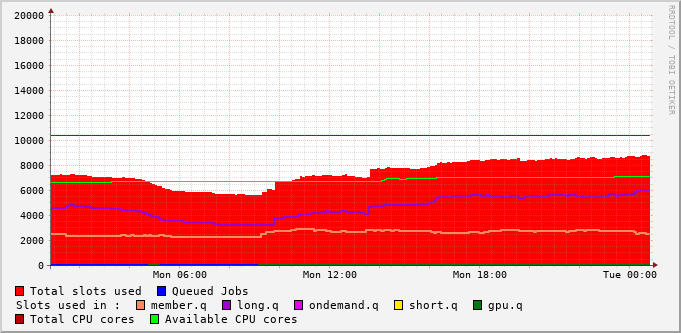 20000
18000
16000
14000
12000
10000
8000
6000
4000
2000
0
Mon 06:00 Mon 12:00 Mon 18:00 Tue 00:00
Total slots used Queued Jobs
Slots used in : member.q long.q ondemand.q short.q gpu.q
Total CPU cores Available CPU cores
RRDTOOL / TOBI OETIKER